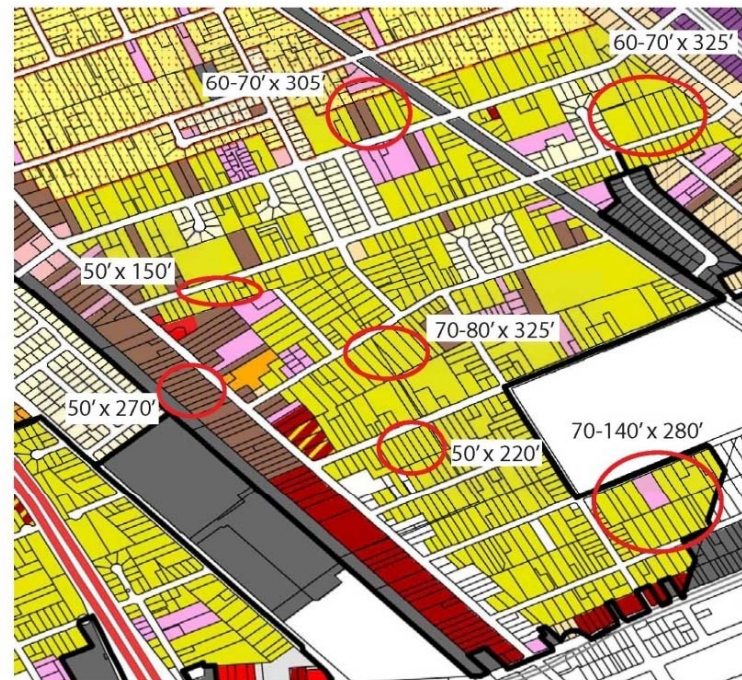 60-70' x 325'
60-70' x 305'
50' x 150'
70-80' x 325'
50' x 270'
70-140' x 280'
50' x 220'